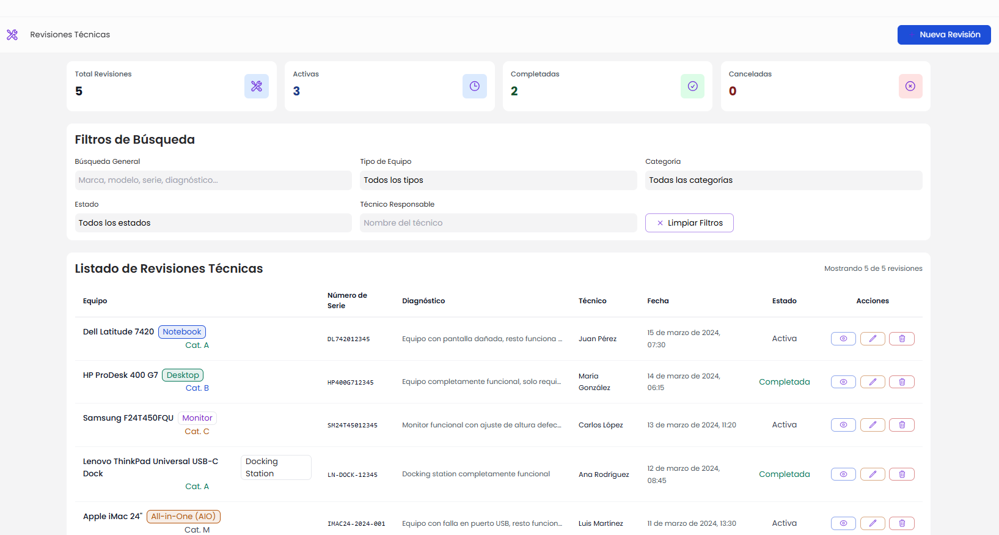 Revisiones Técnicas
Nueva Revisión
Total Revisiones
5
Activas
3
Completadas
2
Canceladas
0
Filtros de Búsqueda
Búsqueda General
Tipo de Equipo
Categoría
Marca, modelo, serie, diagnóstico...
Todos los tipos
Todas las categorías
Estado
Técnico Responsable
Todos los estados
Nombre del técnico
Limpiar Filtros
Listado de Revisiones Técnicas
Mostrando 5 de 5 revisiones
Equipo
Número de
Serie
Diagnóstico
Técnico
Fecha
Estado
Acciones
Dell Latitude 7420 Notebook
Cat. A
DL742012345
Equipo con pantalla dañada, resto funciona ...
Juan Pérez
15 de marzo de 2024,
07:30
Activa
HP ProDesk 400 G7 Desktop
Cat. B
HP400G712345
Equipo completamente funcional, solo requi...
María
González
14 de marzo de 2024,
06:15
Completada
Samsung F24T450FQU Monitor
Cat. C
SM24T45012345
Monitor funcional con ajuste de altura defec...
Carlos López
13 de marzo de 2024, 11:20
Activa
Lenovo ThinkPad Universal USB-C
Dock
Docking
Station
Cat. A
LN-DOCK-12345
Docking station completamente funcional
Ana Rodríguez
12 de marzo de 2024,
08:45
Completada
Apple iMac 24" All-in-One (AIO)
Cat. M
IMAC24-2024-001
Equipo con falla en puerto USB, resto funcion...
Luis Martínez
11 de marzo de 2024, 13:30
Activa